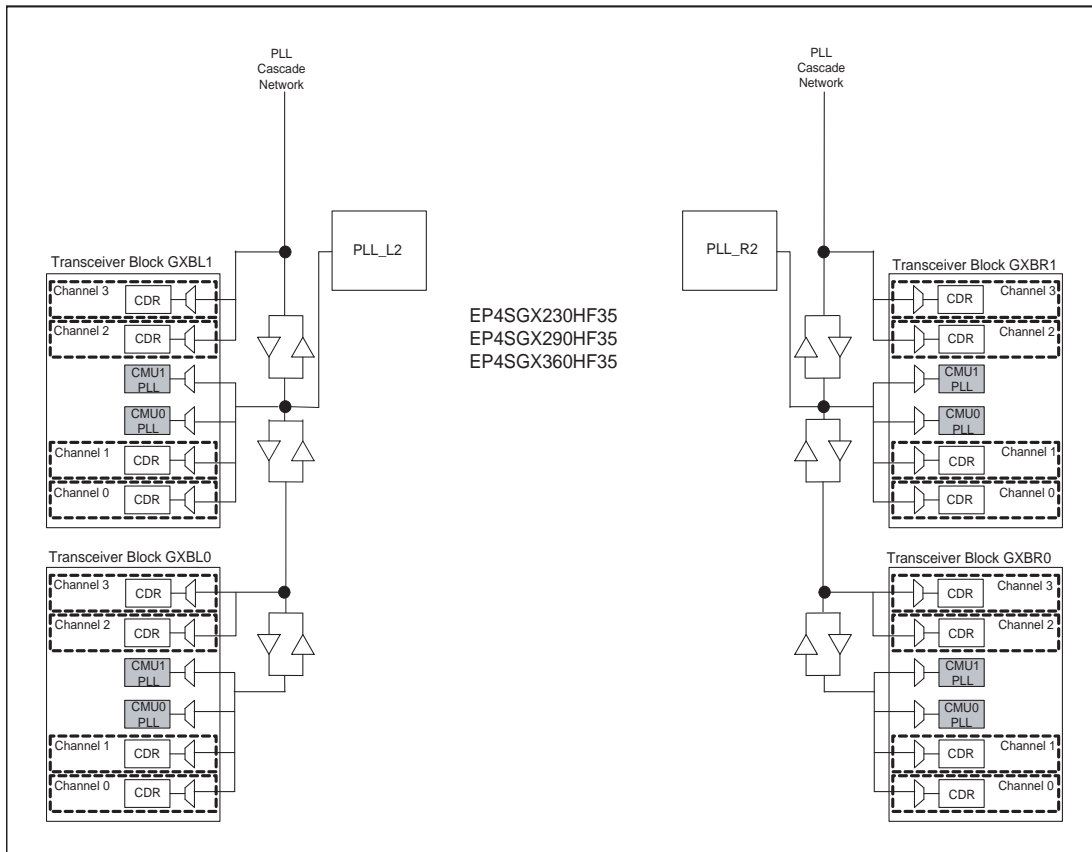 PLL
Cascade
Network
PLL
Cascade
Network
PLL_L2
PLL_R2
EP4SGX230HF35
EP4SGX290HF35
EP4SGX360HF35
Transceiver Block GXBL1
Channel 3
CDR
Channel 2
CDR
CMU1
PLL
CMU0
PLL
Channel 1
CDR
Channel 0
CDR
Transceiver Block GXBL0
Channel 3
CDR
Channel 2
CDR
CMU1
PLL
CMU0
PLL
Channel 1
CDR
Channel 0
CDR
Transceiver Block GXBR1
CDR
Channel 3
CDR
Channel 2
CMU1
PLL
CMU0
PLL
CDR
Channel 1
CDR
Channel 0
Transceiver Block GXBR0
CDR
Channel 3
CDR
Channel 2
CMU1
PLL
CMU0
PLL
CDR
Channel 1
CDR
Channel 0